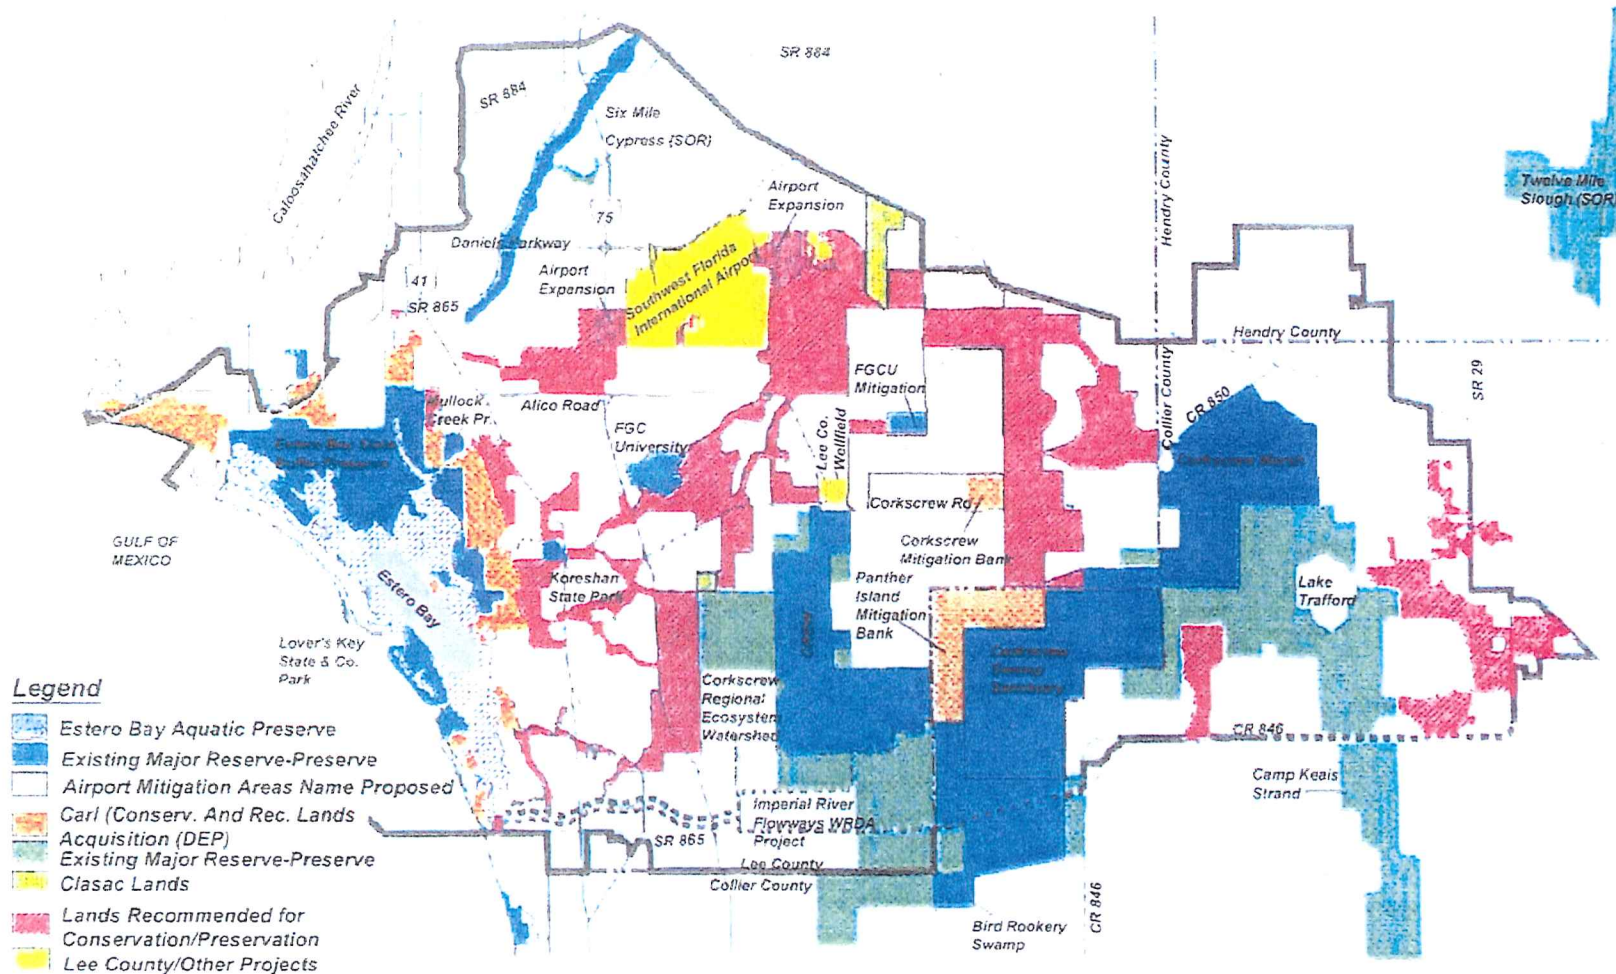 SR 884
SR 884
Caloosahatchee River
Six Mile
Cypress (SOR)
Hendry County
Twelve Mile
Slough (SOR)
Airport
Expansion
75
Daniels Parkway
Airport
Expansion
Southwest Florida
International Airport
41
SR 865
Hendry County
Collier County
CR 850
SR 29
FGCU
Mitigation
Alico Road
Mullock
Creek Pr.
FGC
University
Lee Co.
Wellfield
Corkscrew Rd
Corkscrew
Mitigation Bank
GULF OF
MEXICO
Estero Bay
Koreshan
State Park
Panther
Island
Mitigation
Bank
Lake
Trafford
Lover's Key
State & Co.
Park
Corkscrew
Regional
Ecosystem
Watershed
Corkscrew
Swamp
Sanctuary
CR 846
Camp Keais
Strand
Imperial River
Flowways WRDA
Project
SR 865
Lee County
Collier County
CR 846
Bird Rookery
Swamp
Legend
Estero Bay Aquatic Preserve
Existing Major Reserve-Preserve
Airport Mitigation Areas Name Proposed
Carl (Conserv. And Rec. Lands
Acquisition (DEP)
Existing Major Reserve-Preserve
Clasac Lands
Lands Recommended for
Conservation/Preservation
Lee County/Other Projects